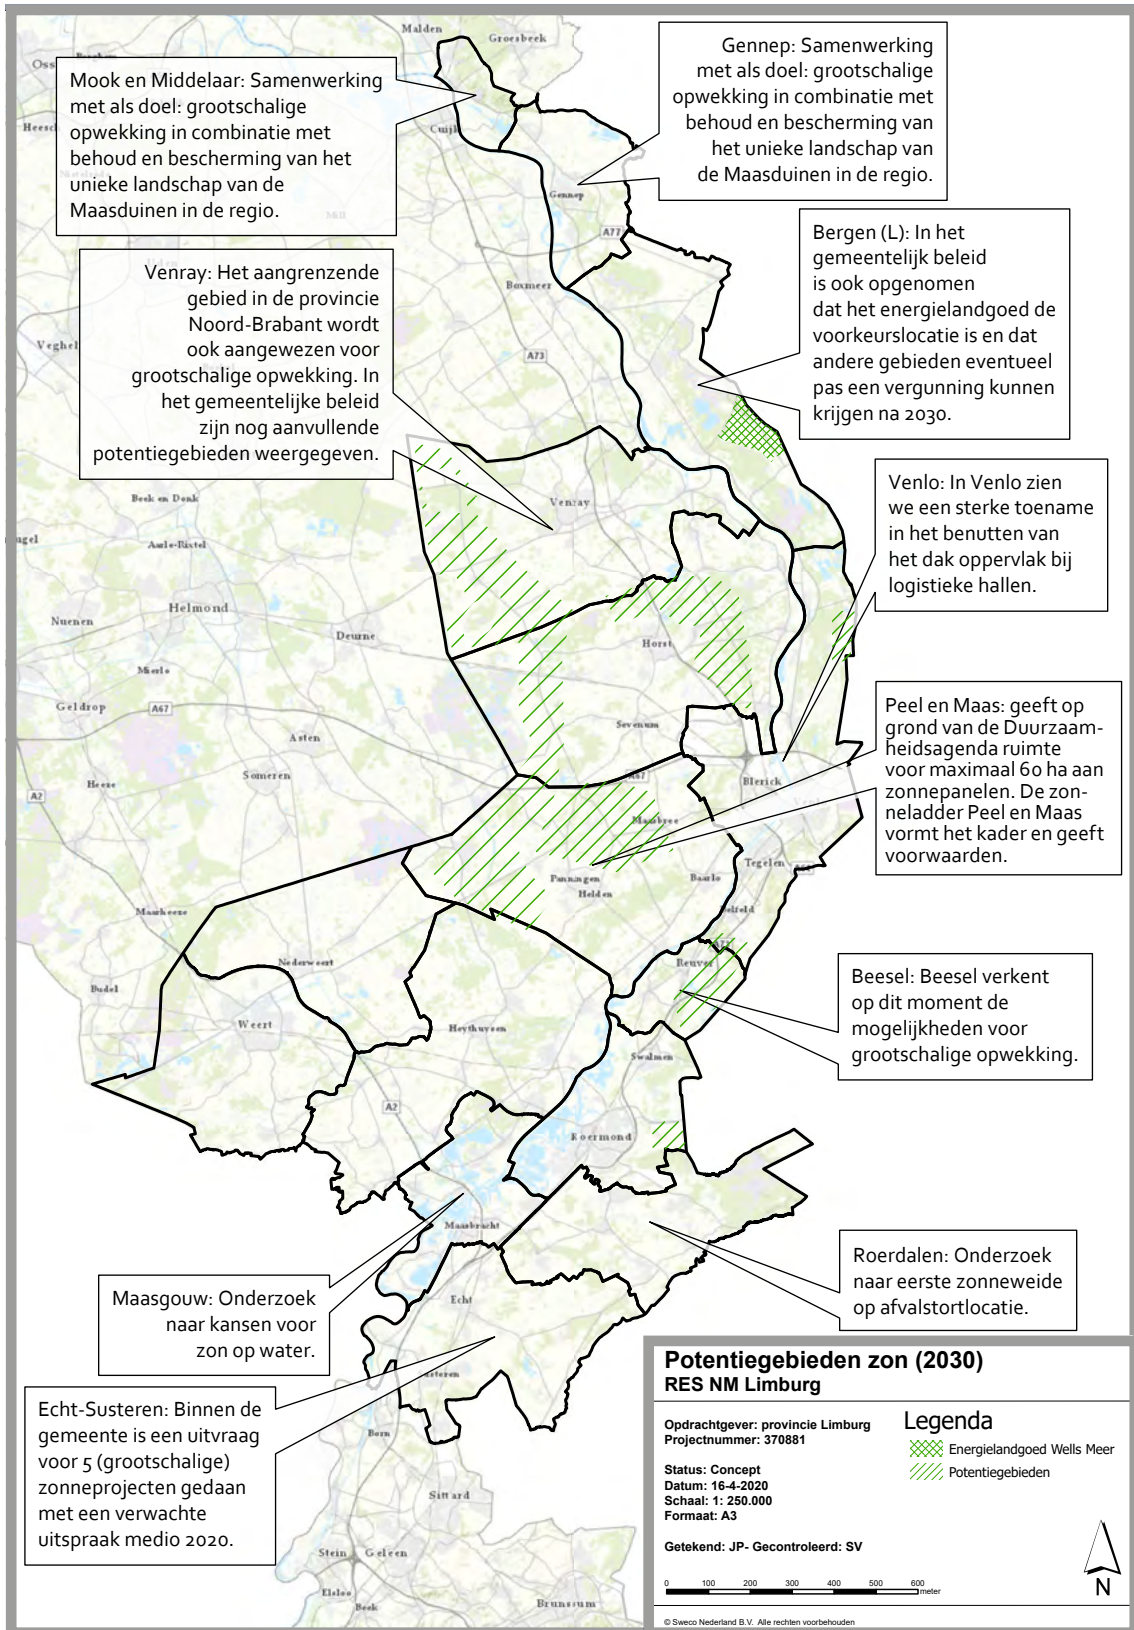 Malden
Groesbeek
Mook en Middelaar: Samenwerking
met als doel: grootschalige
opwekking in combinatie met
behoud en bescherming van het
unieke landschap van de
Maasduinen in de regio.
Gennep: Samenwerking
met als doel: grootschalige
opwekking in combinatie met
behoud en bescherming van
het unieke landschap van
de Maasduinen in de regio.
Cuijk
Gennep
A77
Venray: Het aangrenzende
gebied in de provincie
Noord-Brabant wordt
ook aangewezen voor
grootschalige opwekking. In
het gemeentelijke beleid
zijn nog aanvullende
potentiegebieden weergegeven.
Bergen (L): In het
gemeentelijk beleid
is ook opgenomen
dat het energielandgoed de
voorkeurslocatie is en dat
andere gebieden eventueel
pas een vergunning kunnen
krijgen na 2030.
Mill
Boxmeer
Veghel
A73
Venlo: In Venlo zien
we een sterke toename
in het benutten van
het dak oppervlak bij
logistieke hallen.
Beek en Donk
Venray
Aarle-Rixtel
Helmond
Nuenen
Deurne
Horst
Mierlo
Geldrop
A67
Asten
Sevenum
Someren
Heeze
A2
A67
Blerick
Peel en Maas: geeft op
grond van de Duurzaam-
heidsagenda ruimte
voor maximaal 60 ha aan
zonnepanelen. De zon-
neladder Peel en Maas
vormt het kader en geeft
voorwaarden.
Maasbree
Tegelen
Panningen
Helden
Baarlo
Belfeld
Maarheeze
Nederweert
A73
Reuver
Budel
Weert
Heythuysen
Swalmen
Beesel: Beesel verkent
op dit moment de
mogelijkheden voor
grootschalige opwekking.
A2
Roermond
Maasbracht
Roerdalen: Onderzoek
naar eerste zonneweide
op afvalstortlocatie.
Maasgouw: Onderzoek
naar kansen voor
zon op water.
Echt
Susteren
Echt-Susteren: Binnen de
gemeente is een uitvraag
voor 5 (grootschalige)
zonneprojecten gedaan
met een verwachte
uitspraak medio 2020.
Born
Sittard
Stein
Geleen
Elsloo
Beek
Brunssum
Potentiegebieden zon (2030)
RES NM Limburg
Opdrachtgever: provincie Limburg
Projectnummer: 370881
Status: Concept
Datum: 16-4-2020
Schaal: 1: 250.000
Formaat: A3
Getekend: JP- Gecontroleerd: SV
Legenda
Energielandgoed Wells Meer
Potentiegebieden
0 100 200 300 400 500 600
meter
N
© Sweco Nederland B.V. Alle rechten voorbehouden